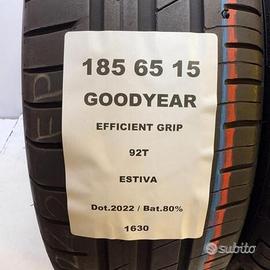 185 65 15
GOODYEAR
EFFICIENT GRIP
92T
ESTIVA
Dot.2022 / Bat.80%
1630
subito